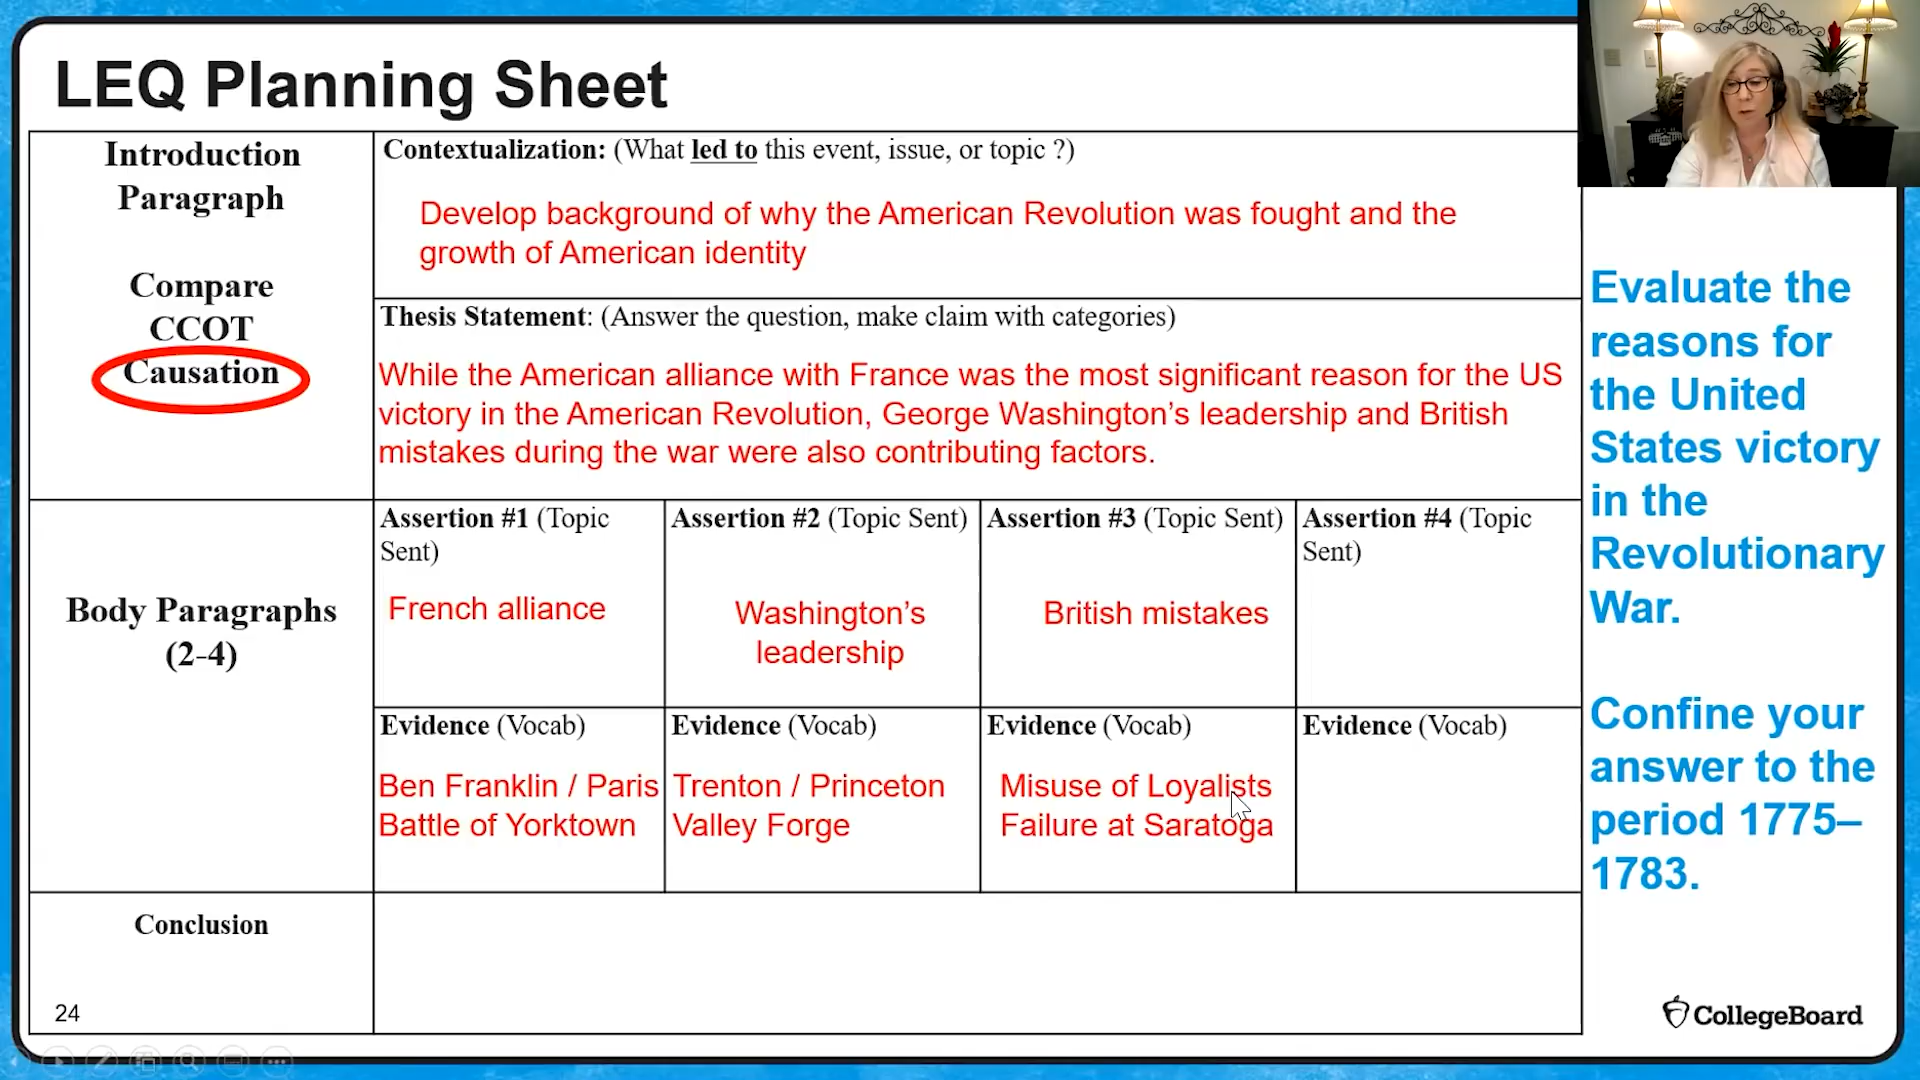 LEQ Planning Sheet
Introduction
Paragraph
Compare
CCOT
Causation
Contextualization: (What led to this event, issue, or topic ?)
Develop background of why the American Revolution was fought and the
growth of American identity
Thesis Statement: (Answer the question, make claim with categories)
While the American alliance with France was the most significant reason for the US
victory in the American Revolution, George Washington’s leadership and British
mistakes during the war were also contributing factors.
Body Paragraphs
(2-4)
Assertion #1 (Topic
Sent)
French alliance
Assertion #2 (Topic Sent)
Washington’s
leadership
Assertion #3 (Topic Sent)
British mistakes
Assertion #4 (Topic
Sent)
Evidence (Vocab)
Ben Franklin / Paris
Battle of Yorktown
Evidence (Vocab)
Trenton / Princeton
Valley Forge
Evidence (Vocab)
Misuse of Loyalists
Failure at Saratoga
Evidence (Vocab)
Conclusion
24
Evaluate the
reasons for
the United
States victory
in the
Revolutionary
War.
Confine your
answer to the
period 1775–
1783.
CollegeBoard